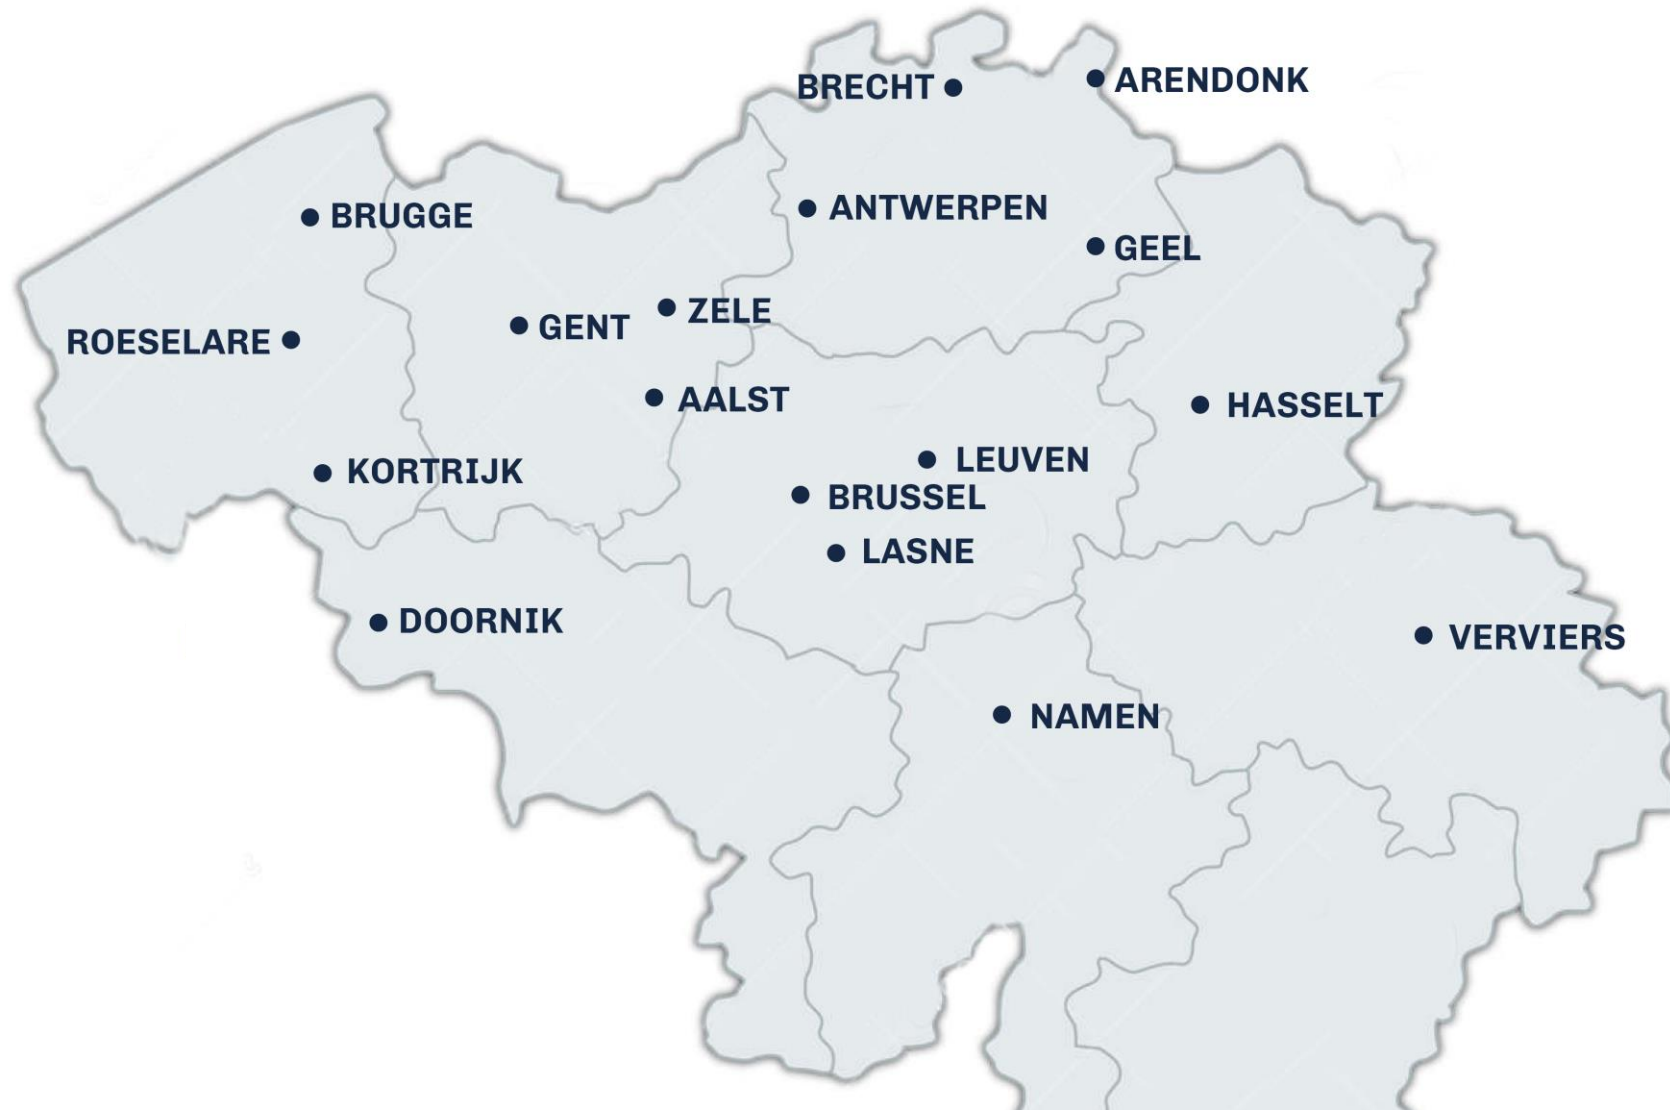 ARENDONK
BRECHT
ANTWERPEN
BRUGGE
GEEL
ZELE
GENT
ROESELARE
AALST
HASSELT
LEUVEN
KORTRIJK
BRUSSEL
LASNE
DOORNIK
VERVIERS
NAMEN